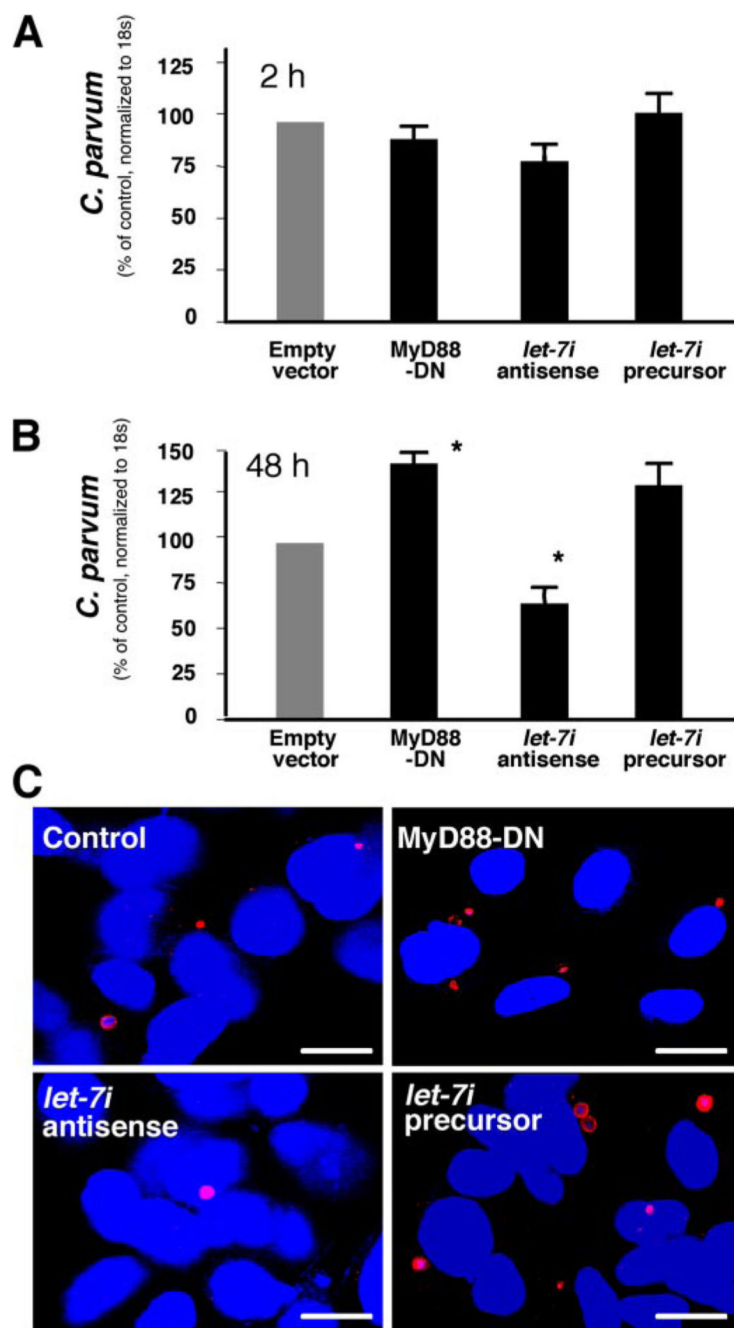 A
C. parvum
(% of control, normalized to 18s)
125
100
75
50
25
0
2 h
Empty
vector
MyD88
-DN
let-7i
antisense
let-7i
precursor
B
C. parvum
(% of control, normalized to 18s)
150
125
100
75
50
25
0
48 h
*
*
Empty
vector
MyD88
-DN
let-7i
antisense
let-7i
precursor
C
Control
MyD88-DN
let-7i
antisense
let-7i
precursor